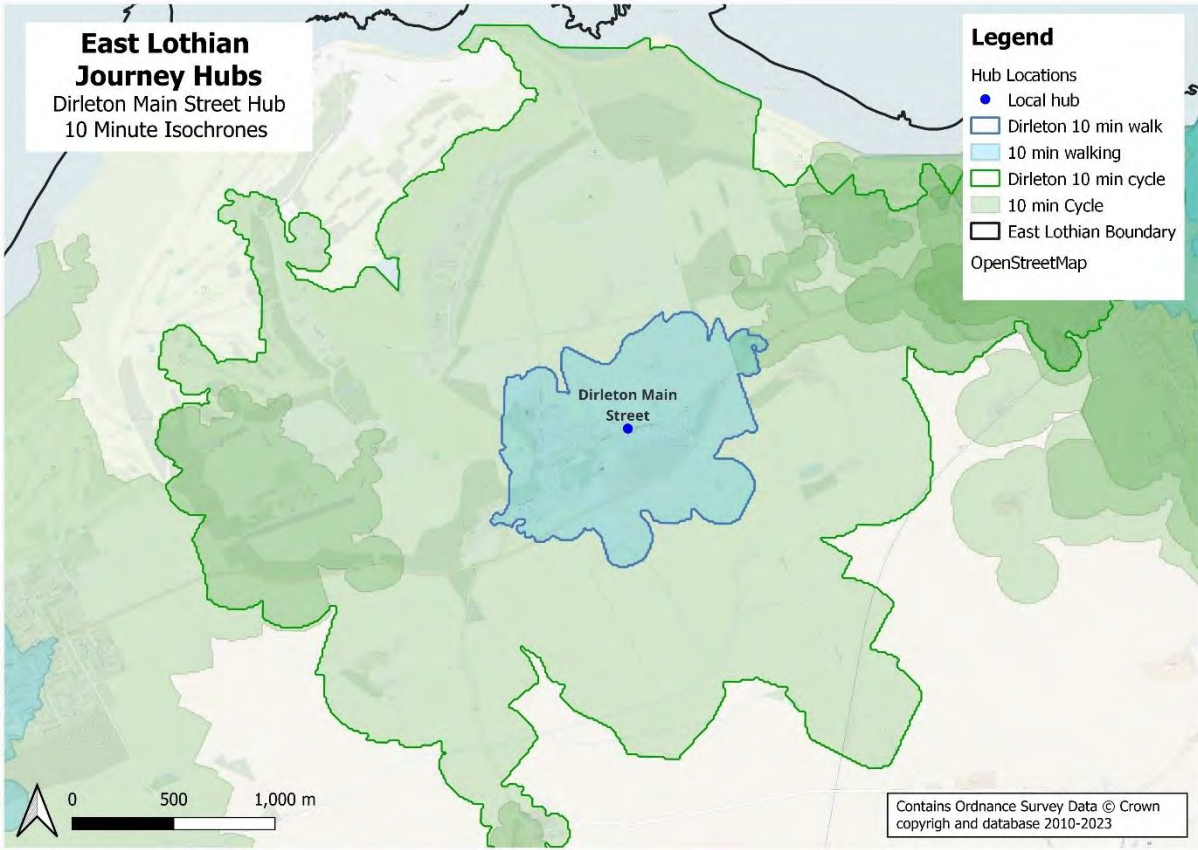 East Lothian
Journey Hubs
Dirleton Main Street Hub
10 Minute Isochrones
Legend
Hub Locations
Local hub
Dirleton 10 min walk
10 min walking
Dirleton 10 min cycle
10 min Cycle
East Lothian Boundary
OpenStreetMap
Dirleton Main
Street
0 500 1,000 m
Contains Ordnance Survey Data © Crown
copyrigh and database 2010-2023